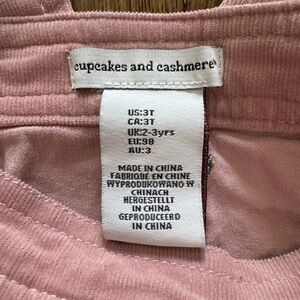 cupcakes and cashmere
US:3T
CA:3T
UK:2-3yrs
EU:98
AU:3
MADE IN CHINA
FABRIQUÉ EN CHINE
WYPRODUKOWANO W
CHINACH
HERGESTELLT
IN CHINA
GEPRODUCEERD
IN CHINA